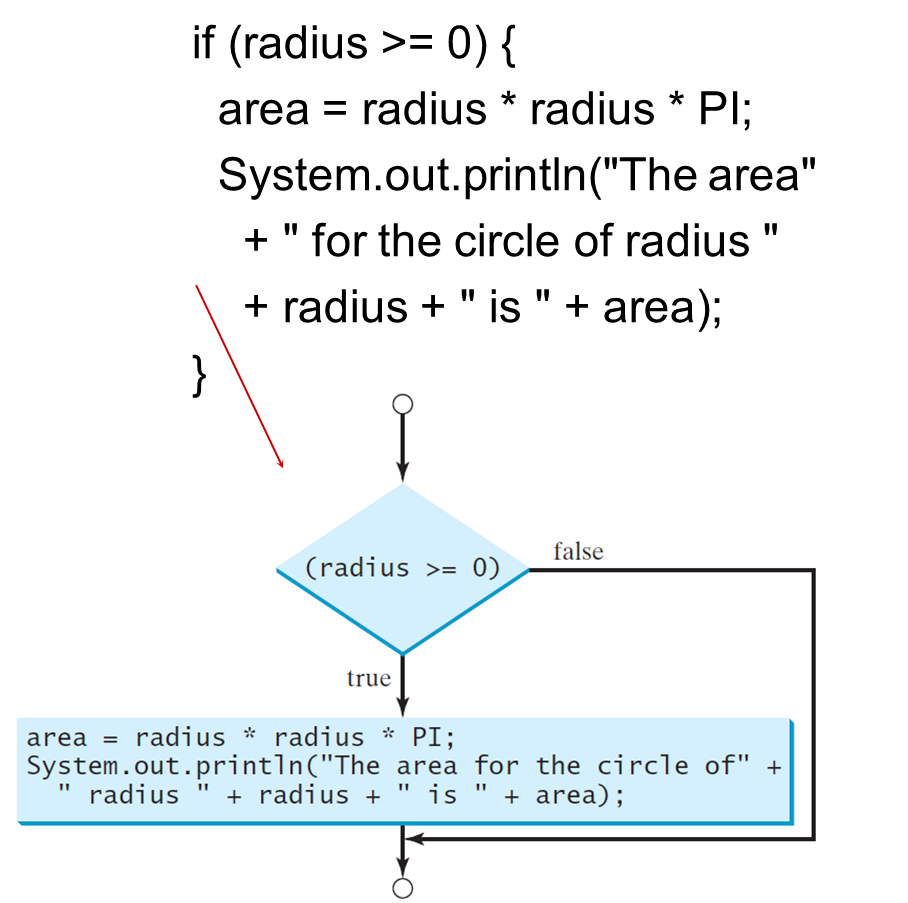 if (radius >= 0) {
area = radius * radius * PI;
System.out.println("The area"
+ " for the circle of radius "
+ radius + " is " + area);
}
(radius >= 0)
false
true
area = radius * radius * PI;
System.out.println("The area for the circle of" +
" radius " + radius + " is " + area);